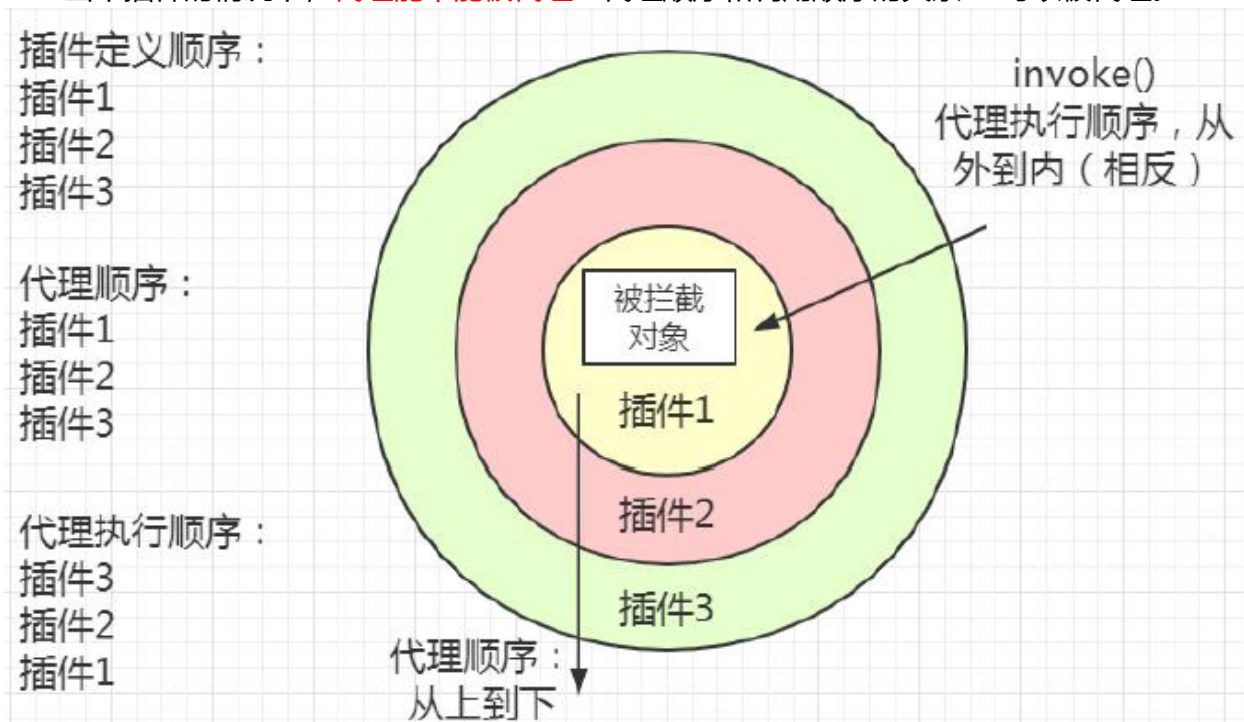 插件定义顺序：
插件1
插件2
插件3
代理顺序：
插件1
插件2
插件3
代理执行顺序：
插件3
插件2
插件1
invoke()
代理执行顺序，从
外到内（相反）
被拦截
对象
插件1
插件2
插件3
代理顺序：
从上到下